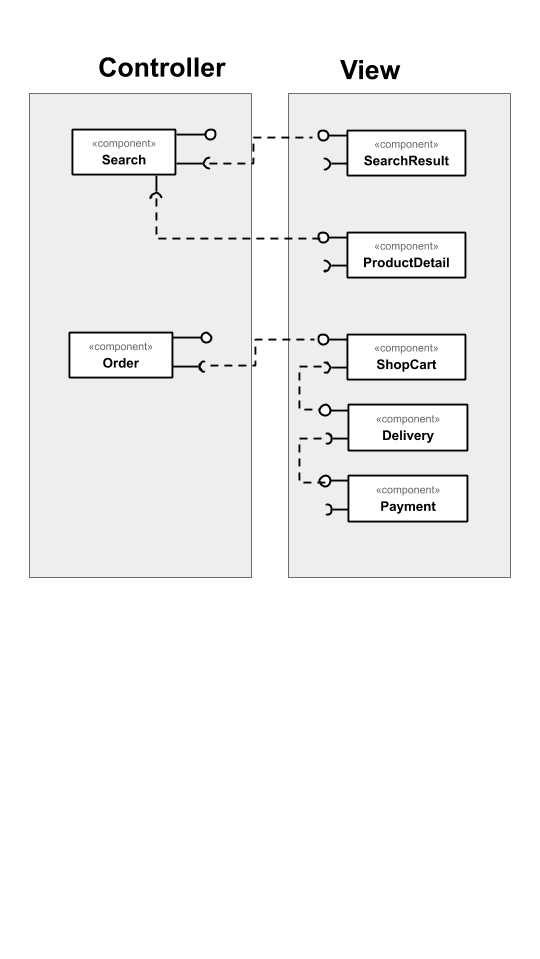 Controller
View
«component»
Search
«component»
SearchResult
«component»
ProductDetail
«component»
Order
«component»
ShopCart
«component»
Delivery
«component»
Payment